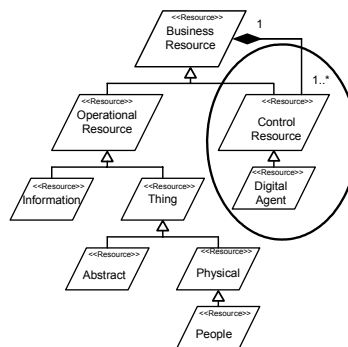 <<Resource>>
Business
Resource
1
1..*
<<Resource>>
Operational
Resource
<<Resource>>
Control
Resource
<<Resource>>
Information
<<Resource>>
Thing
<<Resource>>
Digital
Agent
<<Resource>>
Abstract
<<Resource>>
Physical
<<Resource>>
People